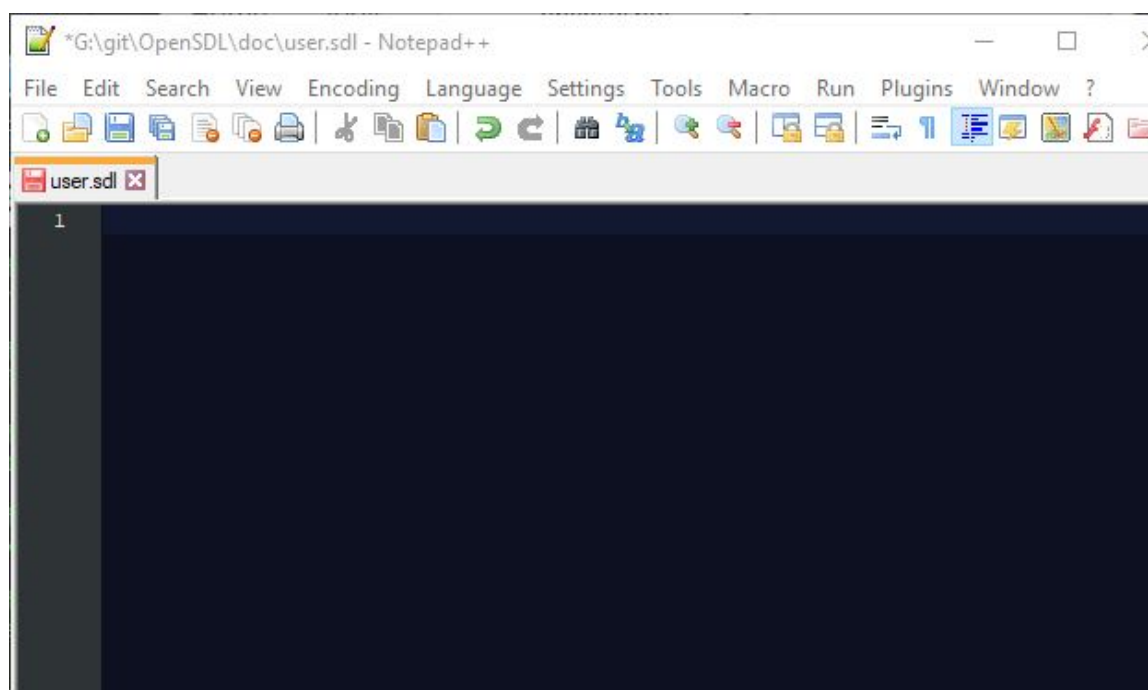 *G:\git\OpenSDL\doc\user.sdl - Notepad++
File Edit Search View Encoding Language Settings Tools Macro Run Plugins Window ?
user.sdl
1